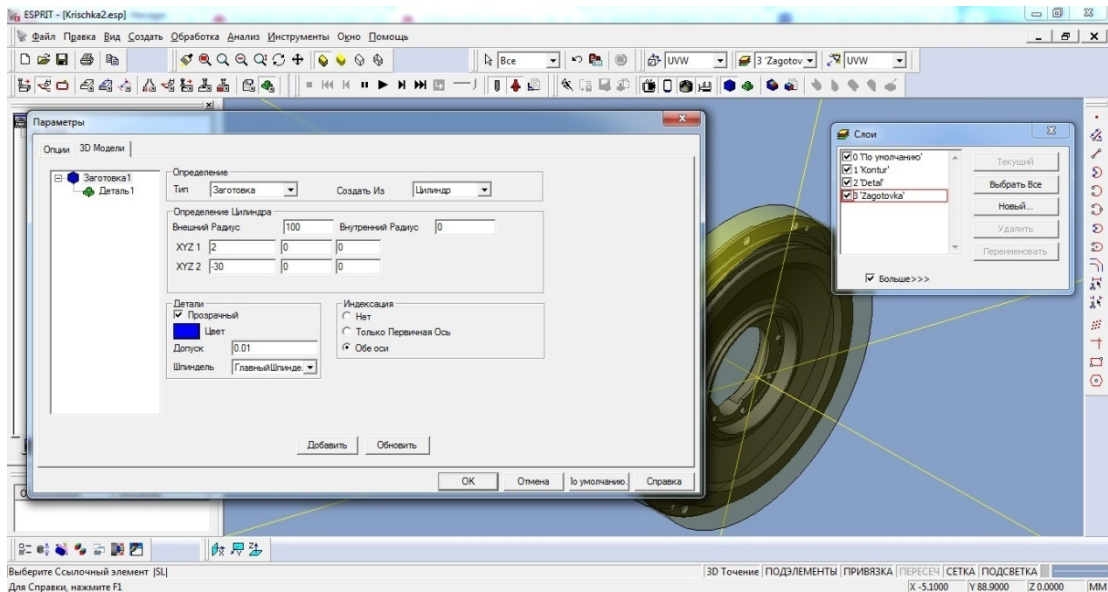 ESPRIT - [Krischka2.esp]
Файл Правка Вид Создать Обработка Анализ Инструменты Окно Помощь
Все
UVW
3 'Zagotov
UVW
Параметры
Опции 3D Модели
Заготовка1
Деталь1
Определение
Тип Заготовка Создать Из Цилиндр
Определение Цилиндра
Внешний Радиус 100 Внутренний Радиус 0
XYZ 1 2 0 0
XYZ 2 -30 0 0
Детали
Прозрачный
Цвет
Допуск 0.01
Шпиндель ГлавныйШпинде
Индексация
Нет
Только Первичная Ось
Обе оси
Добавить Обновить
OK Отмена Іо умолчанию. Справка
Слои
0 'По умолчанию'
1 'Kontur'
2 'Detal'
3 'Zagotovka'
Текущий
Выбрать Все
Новый...
Удалить
Переименовать
Больше>>>
Выберите Ссылочный элемент |SL|
3D Точение ПОДЭЛЕМЕНТЫ ПРИВЯЗКА ПЕРЕСЕЧ СЕТКА ПОДСВЕТКА
Для Справки, нажмите F1
X -5.1000 Y 88.9000 Z 0.0000 MM